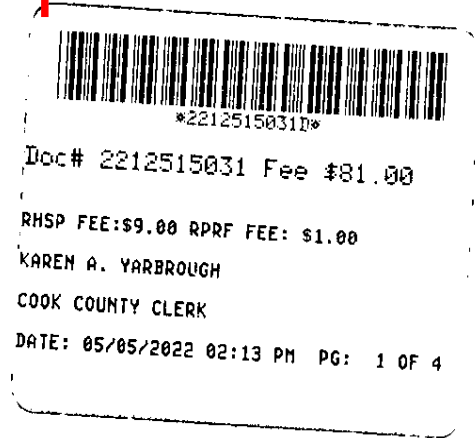 *2212515031D*
Doc# 2212515031 Fee $81.00
RHSP FEE:$9.00 RPRF FEE: $1.00
KAREN A. YARBROUGH
COOK COUNTY CLERK
DATE: 05/05/2022 02:13 PM PG: 1 OF 4